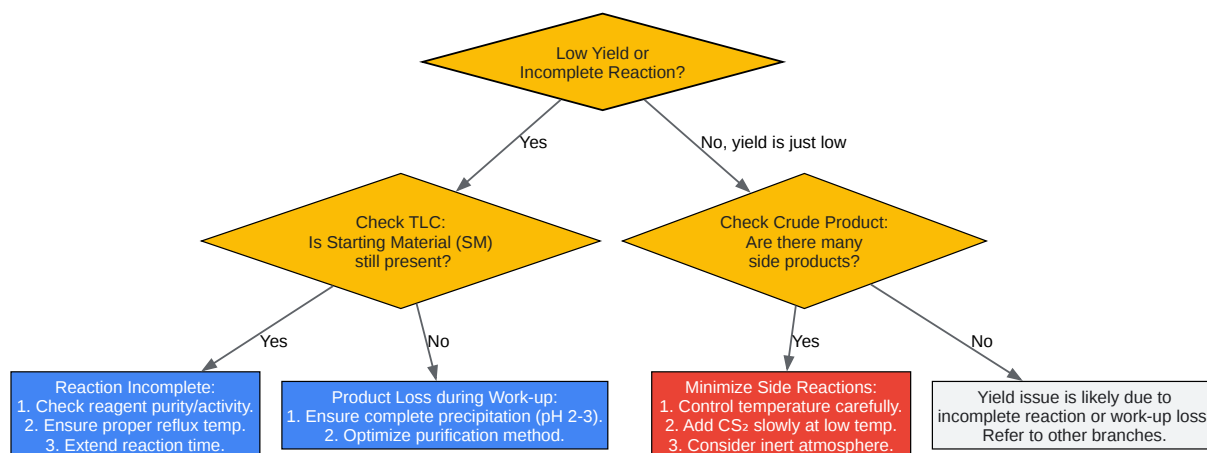 Low Yield or
Incomplete Reaction?
Yes
No, yield is just low
Check TLC:
Is Starting Material (SM)
still present?
Check Crude Product:
Are there many
side products?
Yes
No
Yes
No
Reaction Incomplete:
1. Check reagent purity/activity.
2. Ensure proper reflux temp.
3. Extend reaction time.
Product Loss during Work-up:
1. Ensure complete precipitation (pH 2-3).
2. Optimize purification method.
Minimize Side Reactions:
1. Control temperature carefully.
2. Add CS₂ slowly at low temp.
3. Consider inert atmosphere.
Yield issue is likely due to
incomplete reaction or work-up loss.
Refer to other branches.